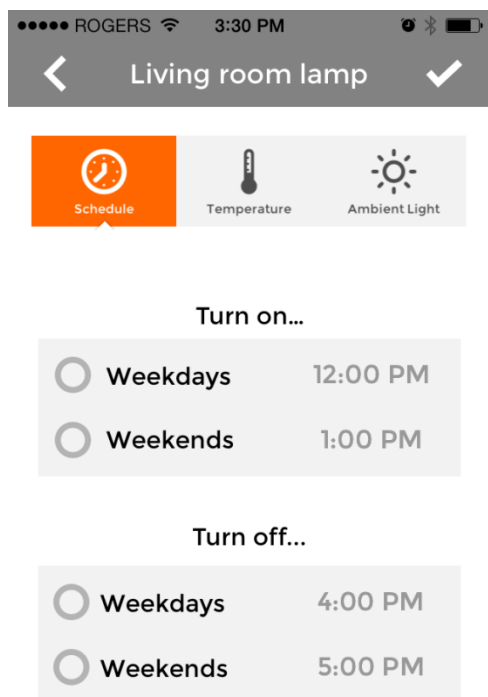 ROGERS 3:30 PM
Living room lamp
Schedule Temperature Ambient Light
Turn on...
Weekdays 12:00 PM
Weekends 1:00 PM
Turn off...
Weekdays 4:00 PM
Weekends 5:00 PM